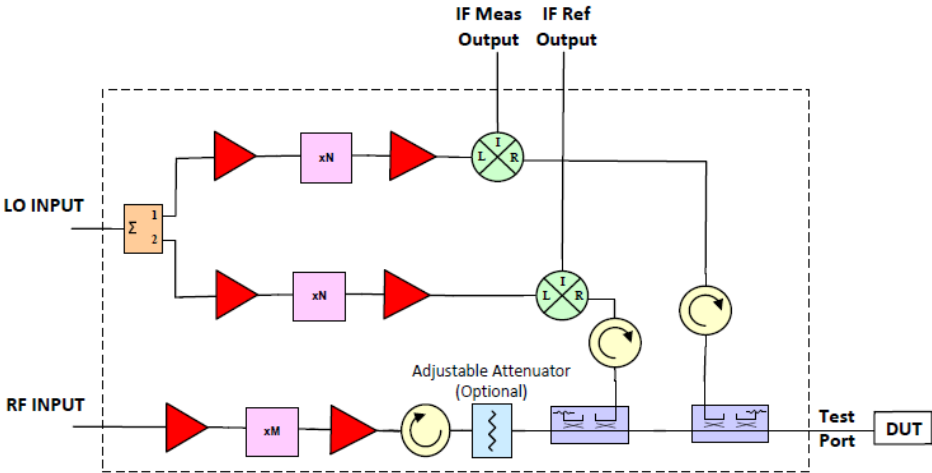 IF Meas
Output
IF Ref
Output
LO INPUT
Σ
1
2
xN
xN
L
I
R
L
I
R
Adjustable Attenuator
(Optional)
RF INPUT
xM
Test
Port
DUT